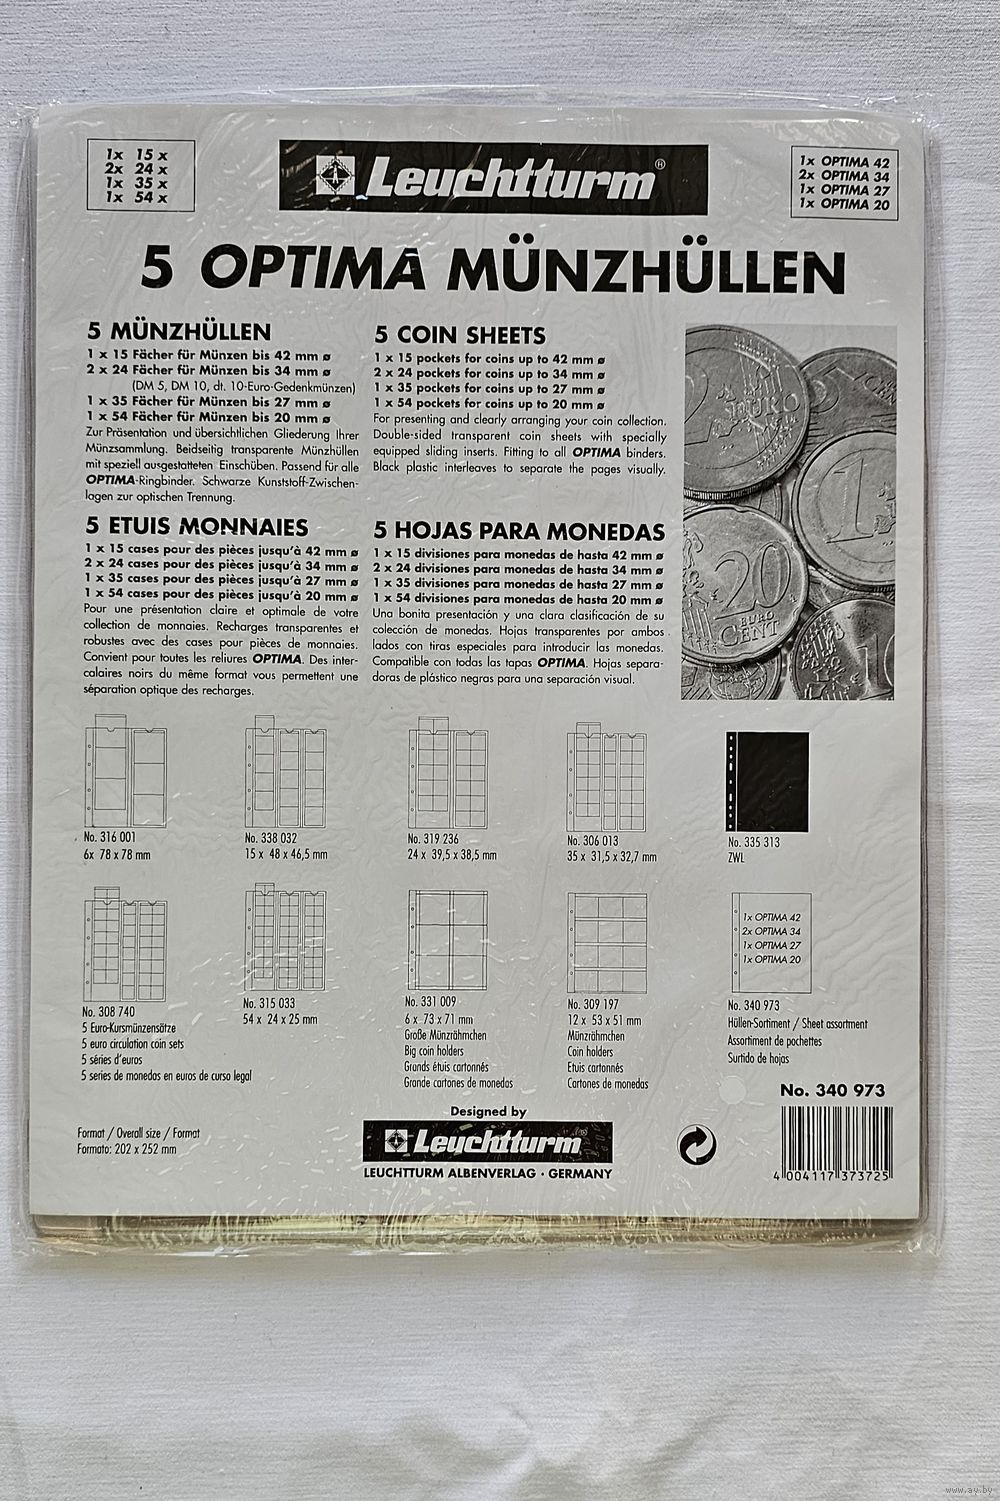 1x 15 x
2x 24 x
1x 35 x
1x 54 x
Leuchtturm®
1x OPTIMA 42
2x OPTIMA 34
1x OPTIMA 27
1x OPTIMA 20
5 OPTIMA MÜNZHÜLLEN
5 MÜNZHÜLLEN
1 x 15 Fächer für Münzen bis 42 mm ø
2 x 24 Fächer für Münzen bis 34 mm ø
(DM 5, DM 10, dt. 10-Euro-Gedenkmünzen)
1 x 35 Fächer für Münzen bis 27 mm ø
1 x 54 Fächer für Münzen bis 20 mm ø
Zur Präsentation und übersichtlichen Gliederung Ihrer
Münzsammlung. Beidseitig transparente Münzhüllen
mit speziell ausgestatteten Einschüben. Passend für alle
OPTIMA-Ringbinder. Schwarze Kunststoff-Zwischen-
lagen zur optischen Trennung.
5 COIN SHEETS
1 x 15 pockets for coins up to 42 mm ø
2 x 24 pockets for coins up to 34 mm ø
1 x 35 pockets for coins up to 27 mm ø
1 x 54 pockets for coins up to 20 mm ø
For presenting and clearly arranging your coin collection.
Double-sided transparent coin sheets with specially
equipped sliding inserts. Fitting to all OPTIMA binders.
Black plastic interleaves to separate the pages visually.
5 ETUIS MONNAIES
1 x 15 cases pour des pièces jusqu'à 42 mm ø
2 x 24 cases pour des pièces jusqu'à 34 mm ø
1 x 35 cases pour des pièces jusqu'à 27 mm ø
1 x 54 cases pour des pièces jusqu'à 20 mm ø
Pour une présentation claire et optimale de votre
collection de monnaies. Recharges transparentes et
robustes avec des cases pour pièces de monnaies.
Convient pour toutes les reliures OPTIMA. Des inter-
calaires noirs du même format vous permettent une
séparation optique des recharges.
5 HOJAS PARA MONEDAS
1 x 15 divisiones para monedas de hasta 42 mm ø
2 x 24 divisiones para monedas de hasta 34 mm ø
1 x 35 divisiones para monedas de hasta 27 mm ø
1 x 54 divisiones para monedas de hasta 20 mm ø
Una bonita presentación y una clara clasificación de su
colección de monedas. Hojas transparentes por ambos
lados con tiras especiales para introducir las monedas.
Compatible con todas las tapas OPTIMA. Hojas separa-
doras de plástico negras para una separación visual.
2 EURO
CENT
1
20
EURO
CENT
10
No. 316 001
6x 78 x 78 mm
No. 338 032
15 x 48 x 46,5 mm
No. 319 236
24 x 39,5 x 38,5 mm
No. 306 013
35 x 31,5 x 32,7 mm
No. 335 313
ZWL
No. 308 740
5 Euro-Kursmünzensätze
5 euro circulation coin sets
5 séries d'euros
5 series de monedas en euros de curso legal
No. 315 033
54 x 24 x 25 mm
No. 331 009
6 x 73 x 71 mm
Große Münzrähmchen
Big coin holders
Grands étuis cartonnés
Grande cartones de monedas
No. 309 197
12 x 53 x 51 mm
Münzrähmchen
Coin holders
Etuis cartonnés
Cartones de monedas
1x OPTIMA 42
2x OPTIMA 34
1x OPTIMA 27
1x OPTIMA 20
No. 340 973
Hüllen-Sortiment / Sheet assortment
Assortiment de pochettes
Surtido de hojas
No. 340 973
Format / Overall size / Format
Formato: 202 x 252 mm
Designed by
Leuchtturm®
LEUCHTTURM ALBENVERLAG · GERMANY
4 004117 373725
www.ay.by